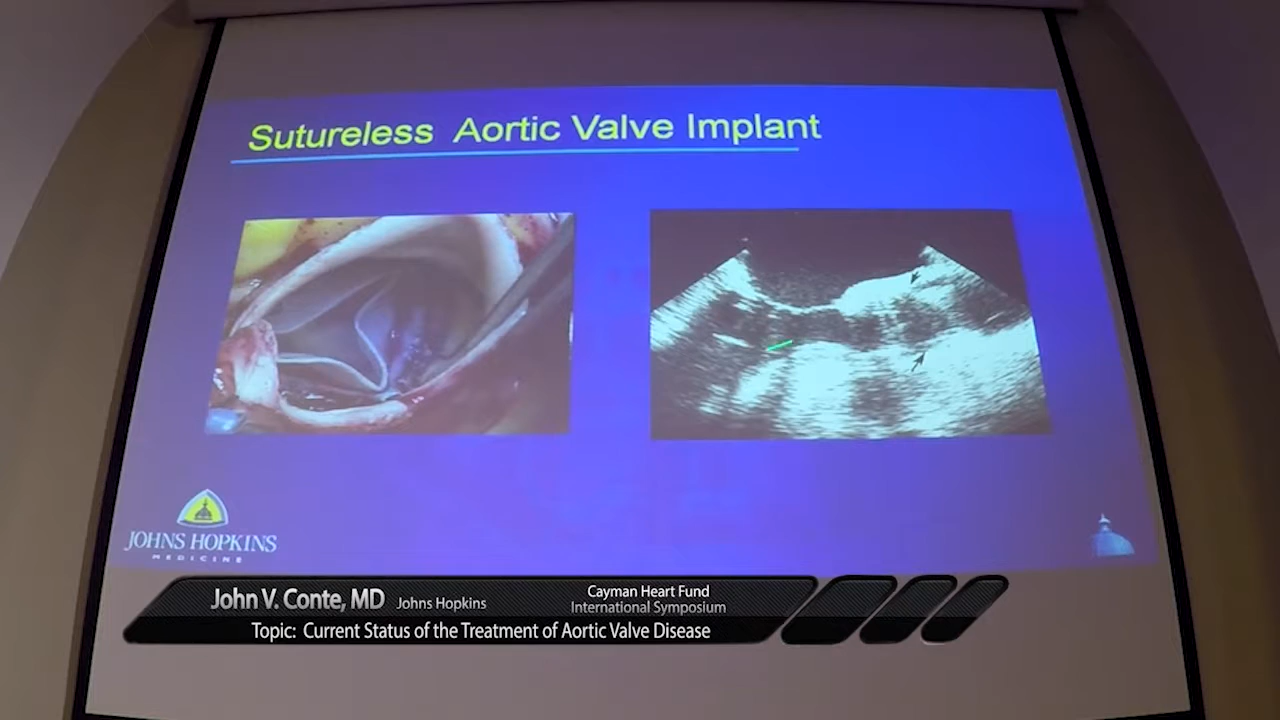 Sutureless Aortic Valve Implant
JOHNS HOPKINS
MEDICINE
John V. Conte, MD Johns Hopkins
Cayman Heart Fund
International Symposium
Topic: Current Status of the Treatment of Aortic Valve Disease